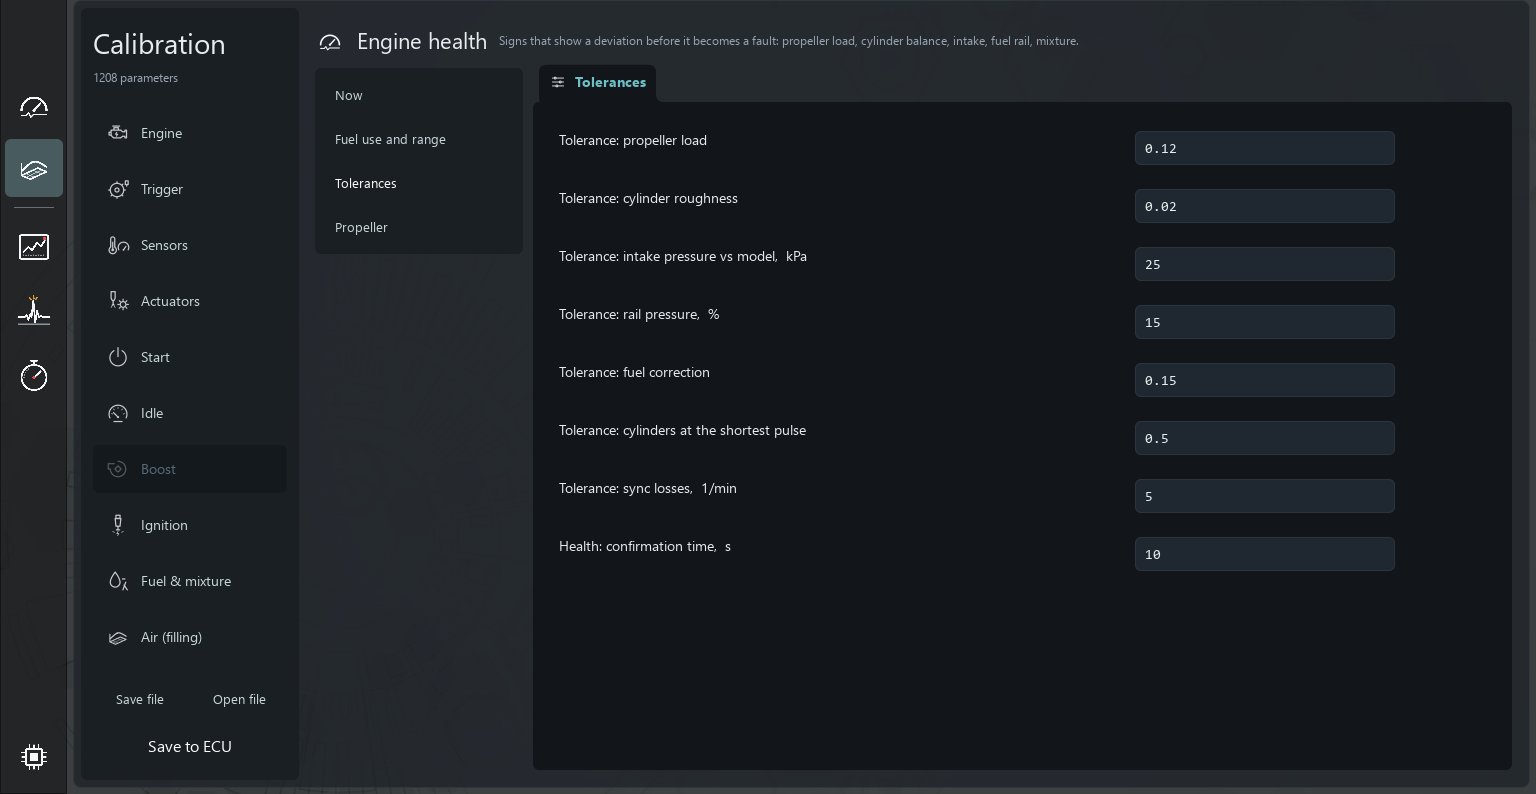 Calibration
1208 parameters
Engine
Trigger
Sensors
Actuators
Start
Idle
Boost
Ignition
Fuel & mixture
Air (filling)
Save file
Open file
Save to ECU
Engine health
Signs that show a deviation before it becomes a fault: propeller load, cylinder balance, intake, fuel rail, mixture.
Now
Fuel use and range
Tolerances
Propeller
Tolerances
Tolerance: propeller load
0.12
Tolerance: cylinder roughness
0.02
Tolerance: intake pressure vs model, kPa
25
Tolerance: rail pressure, %
15
Tolerance: fuel correction
0.15
Tolerance: cylinders at the shortest pulse
0.5
Tolerance: sync losses, 1/min
5
Health: confirmation time, s
10